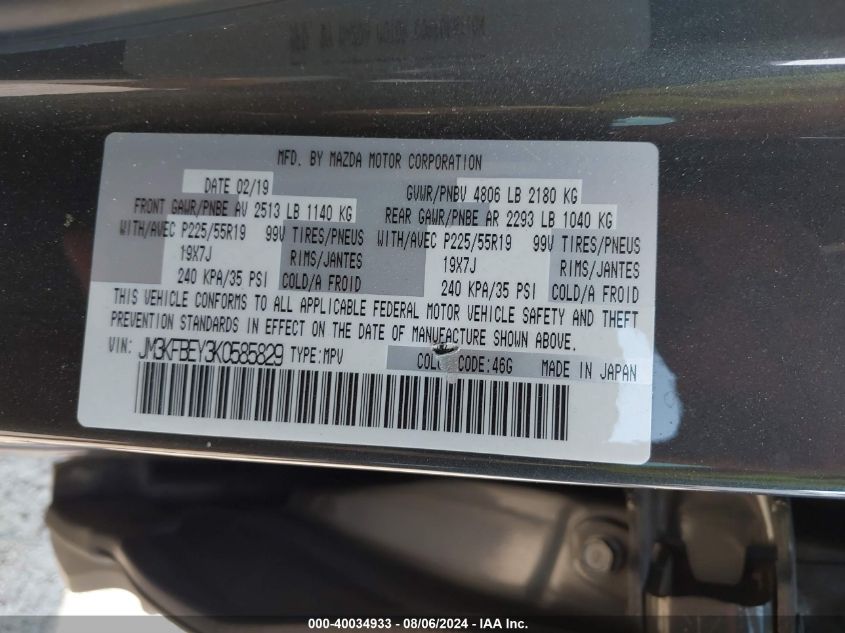 MFD. BY MAZDA MOTOR CORPORATION
DATE 02/19 GVWR/PNBV 4806 LB 2180 KG
FRONT GAWR/PNBE AV 2513 LB 1140 KG REAR GAWR/PNBE AR 2293 LB 1040 KG
WITH/AVEC P225/55R19 99V TIRES/PNEUS WITH/AVEC P225/55R19 99V TIRES/PNEUS
19X7J RIMS/JANTES 19X7J RIMS/JANTES
240 KPA/35 PSI COLD/A FROID 240 KPA/35 PSI COLD/A FROID
THIS VEHICLE CONFORMS TO ALL APPLICABLE FEDERAL MOTOR VEHICLE SAFETY AND THEFT
PREVENTION STANDARDS IN EFFECT ON THE DATE OF MANUFACTURE SHOWN ABOVE.
VIN: JM3KFBEY3K0585829 TYPE:MPV COLOR CODE:46G MADE IN JAPAN
000-40034933 - 08/06/2024 - IAA Inc.